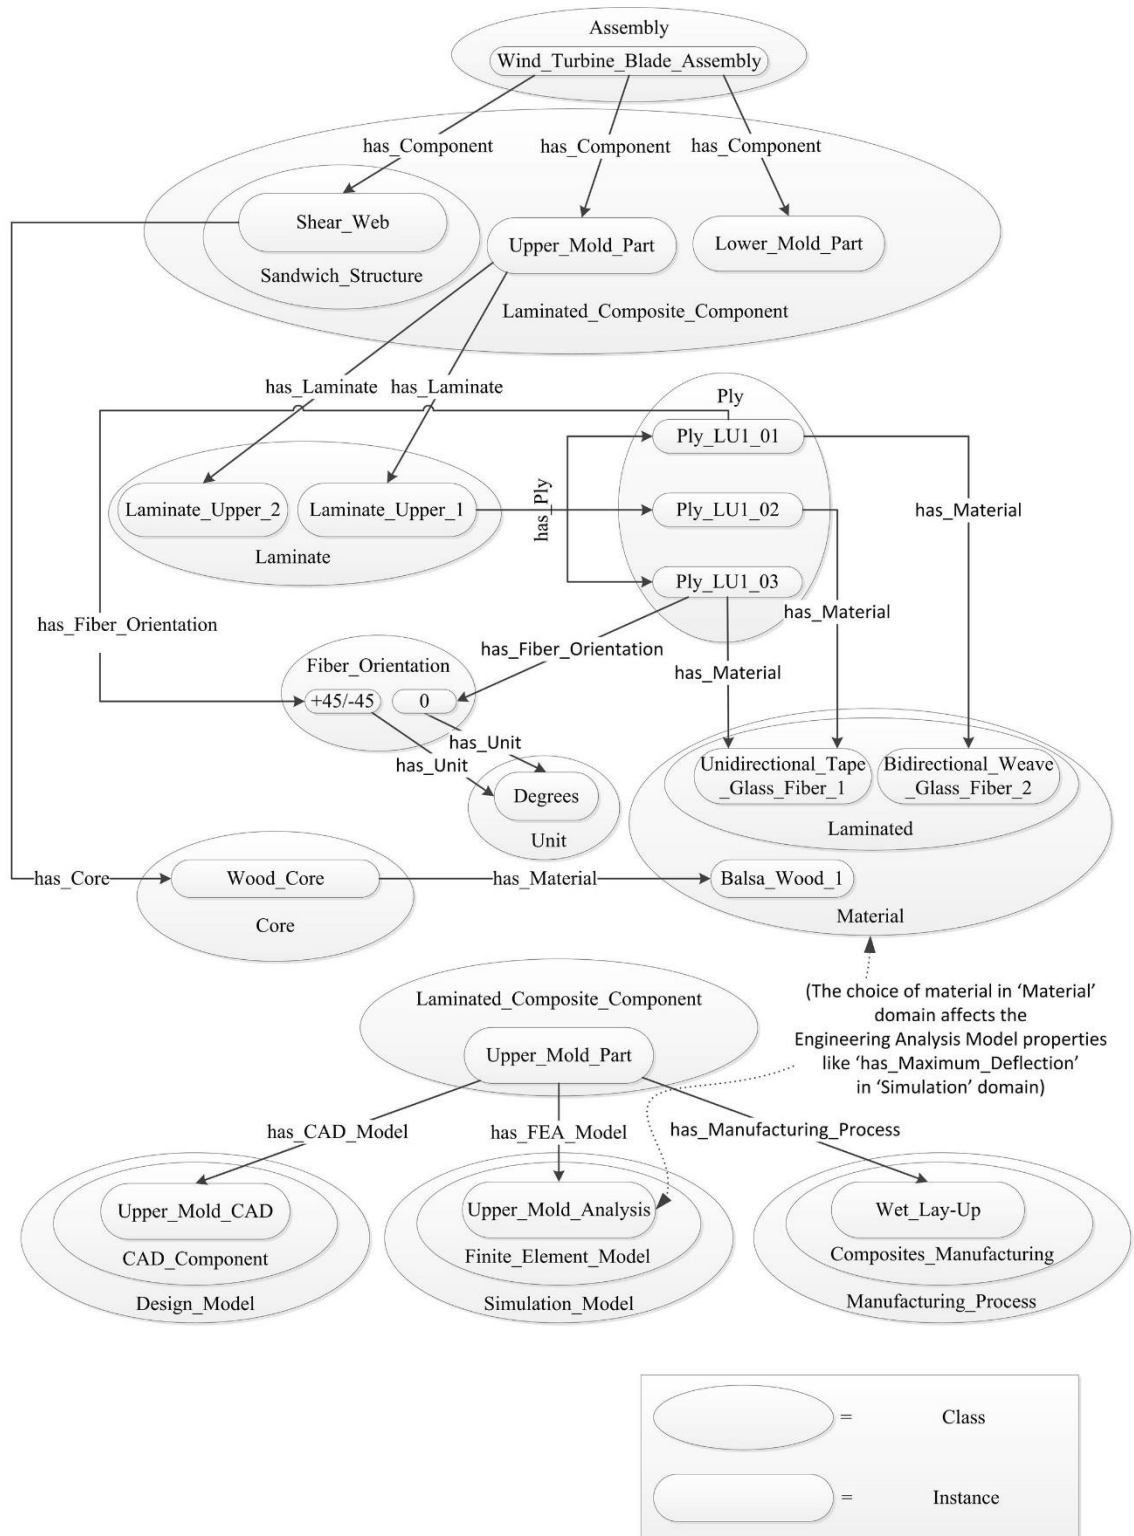 Assembly
Wind_Turbine_Blade_Assembly
has_Component
has_Component
has_Component
Shear_Web
Upper_Mold_Part
Lower_Mold_Part
Sandwich_Structure
Laminated_Composite_Component
has_Laminate
has_Laminate
Ply
Ply_LU1_01
Laminate_Upper_2
Laminate_Upper_1
has_Ply
Ply_LU1_02
has_Material
Laminate
Ply_LU1_03
has_Material
has_Fiber_Orientation
has_Fiber_Orientation
Fiber_Orientation
has_Material
+45/-45
0
has_Unit
has_Unit
Unidirectional_Tape
_Glass_Fiber_1
Bidirectional_Weave
_Glass_Fiber_2
Degrees
Laminated
Unit
has_Core
Wood_Core
has_Material
Balsa_Wood_1
Core
Material
Laminated_Composite_Component
Upper_Mold_Part
(The choice of material in ‘Material’
domain affects the
Engineering Analysis Model properties
like ‘has_Maximum_Deflection’
in ‘Simulation’ domain)
has_CAD_Model
has_FEA_Model
has_Manufacturing_Process
Upper_Mold_CAD
Upper_Mold_Analysis
Wet_Lay-Up
CAD_Component
Finite_Element_Model
Composites_Manufacturing
Design_Model
Simulation_Model
Manufacturing_Process
= Class
= Instance